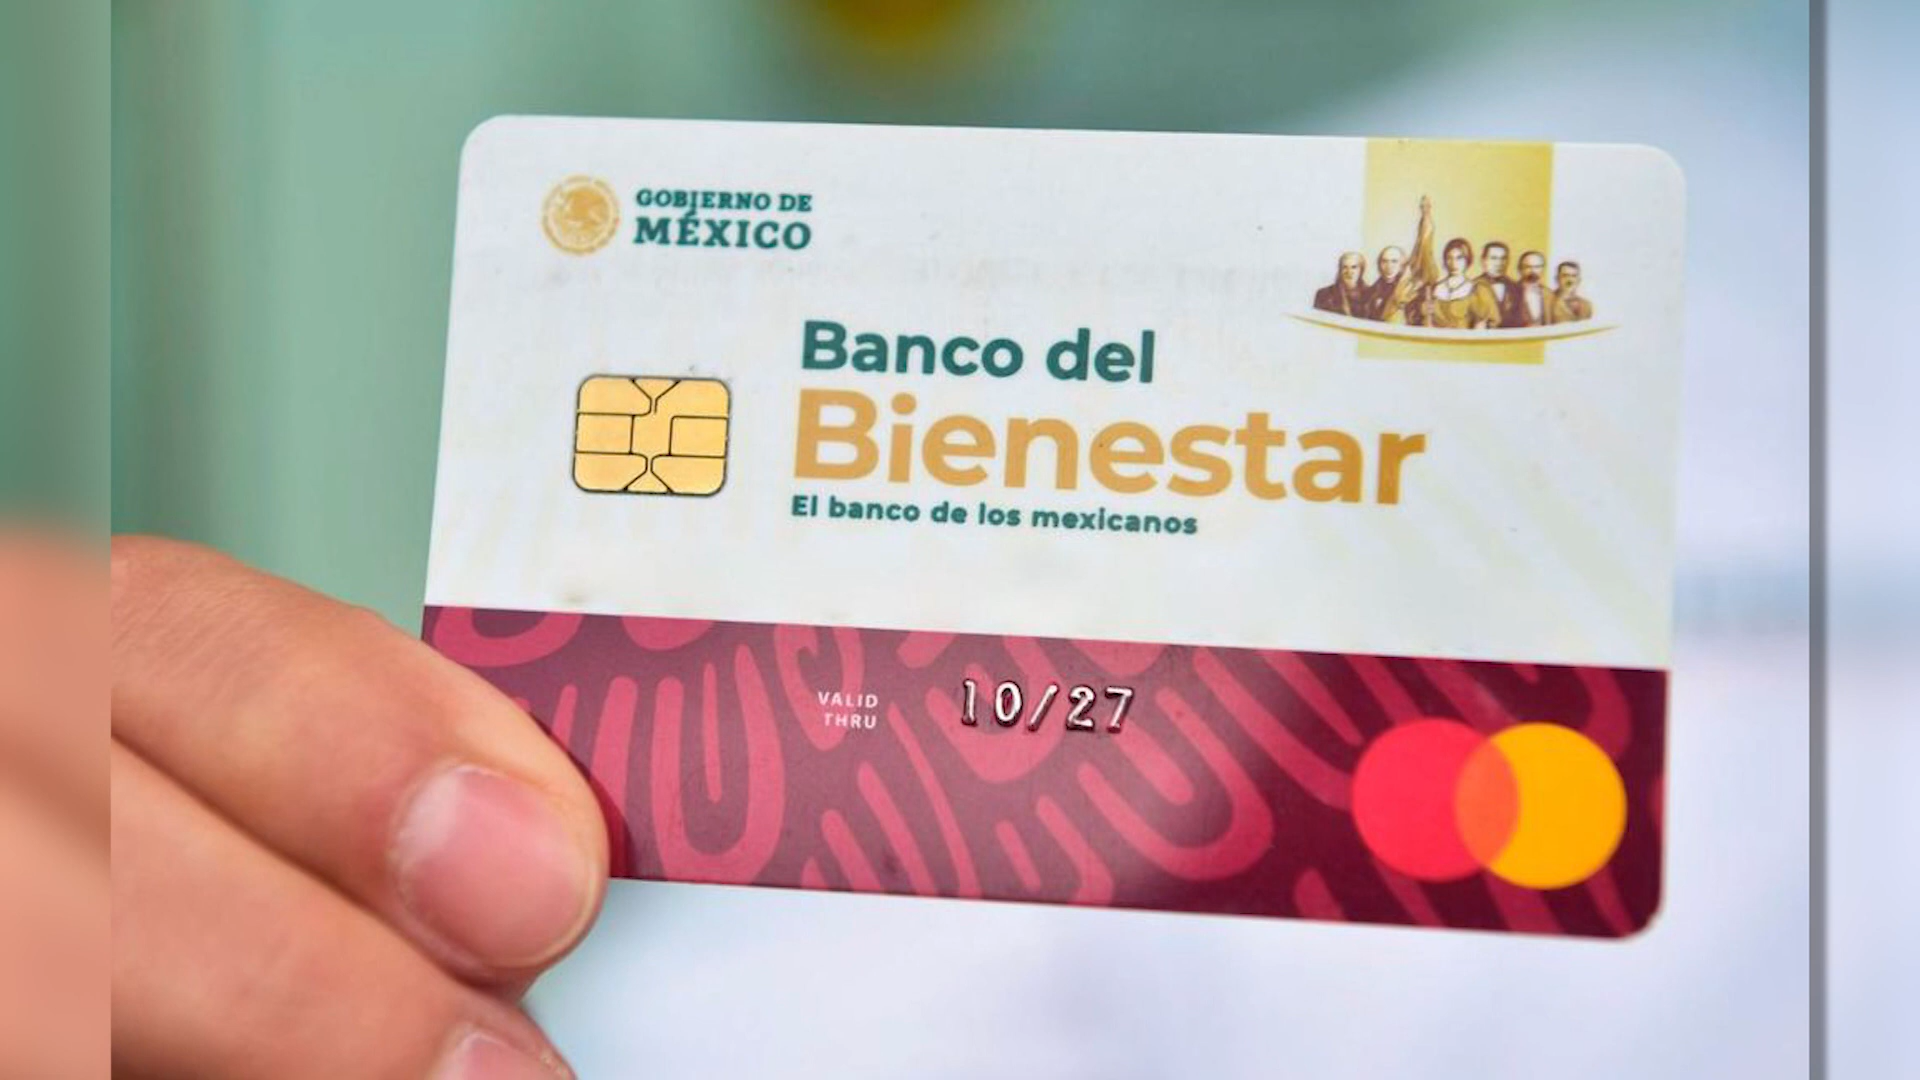 GOBIERNO DE
MÉXICO
Banco del
Bienestar
El banco de los mexicanos
VALID
THRU
10/27